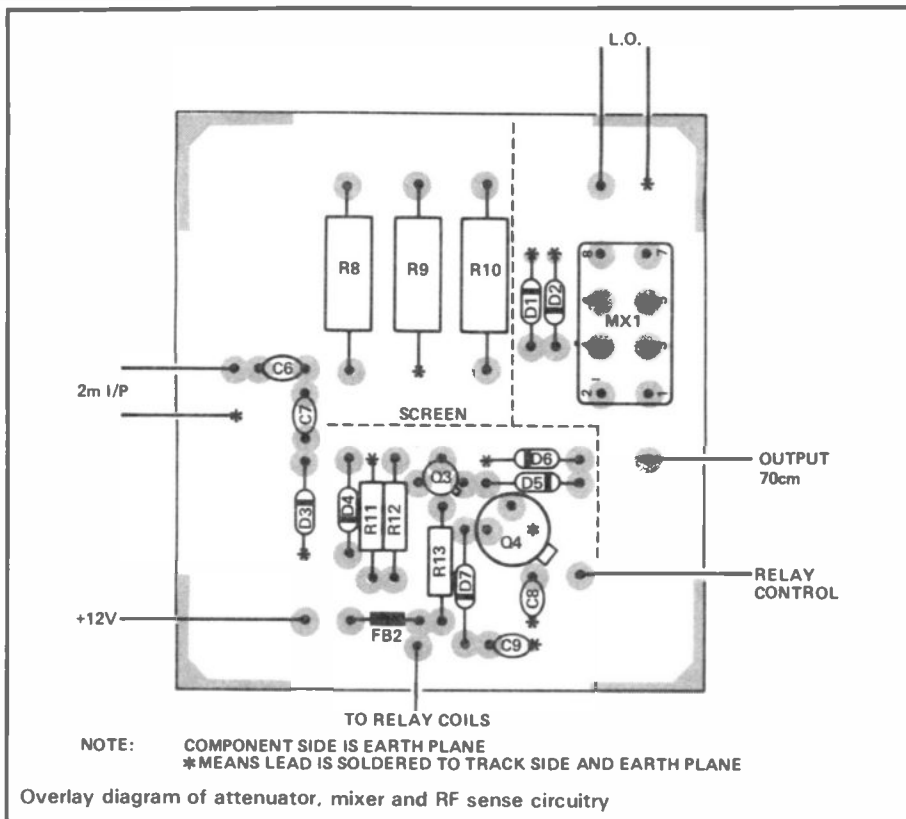 L.O.
R8
R9
R10
D1
D2
8
7
MX1
2
1
C6
2m I/P
C7
SCREEN
OUTPUT
70cm
D3
D4
R11
R12
Q3
D6
D5
Q4
R13
D7
C8
RELAY
CONTROL
+12V
FB2
C9
TO RELAY COILS
NOTE: COMPONENT SIDE IS EARTH PLANE
*MEANS LEAD IS SOLDERED TO TRACK SIDE AND EARTH PLANE
Overlay diagram of attenuator, mixer and RF sense circuitry